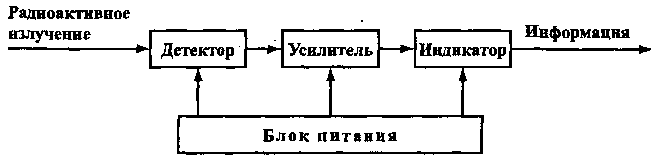 Радиоактивное
излучение
Детектор
Усилитель
Индикатор
Информация
Блок питания